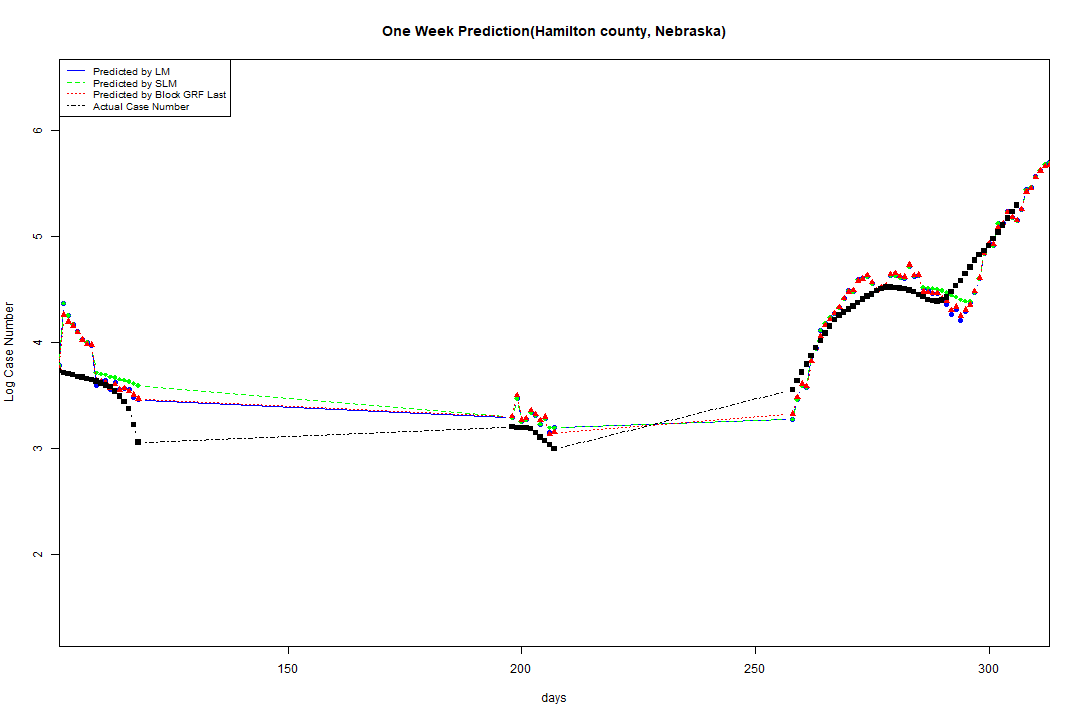 One Week Prediction(Hamilton county, Nebraska)
Predicted by LM
Predicted by SLM
Predicted by Block GRF Last
Actual Case Number
Log Case Number
6
5
4
3
2
150 200 250 300
days